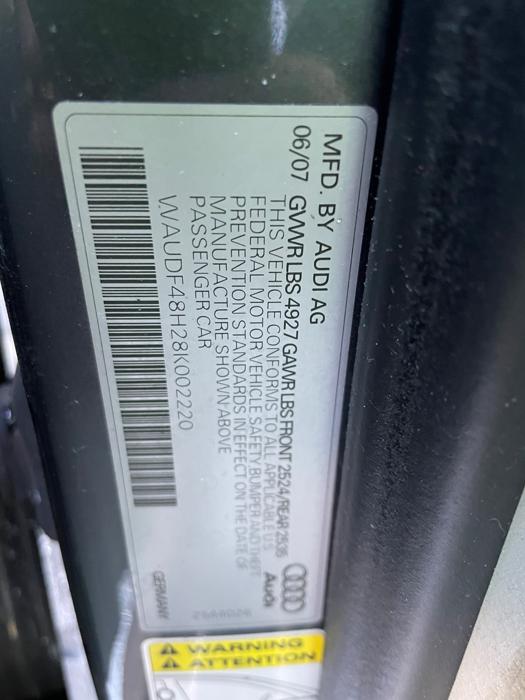 MFD. BY AUDI AG
06/07 GVWR LBS 4927 GAWR LBS FRONT 2524/REAR 2535
THIS VEHICLE CONFORMS TO ALL APPLICABLE U.S.
FEDERAL MOTOR VEHICLE SAFETY, BUMPER AND THEFT
PREVENTION STANDARDS IN EFFECT ON THE DATE OF
MANUFACTURE SHOWN ABOVE
PASSENGER CAR
WAUDF48H28K002220
Audi
GERMANY
WARNING
ATTENTION